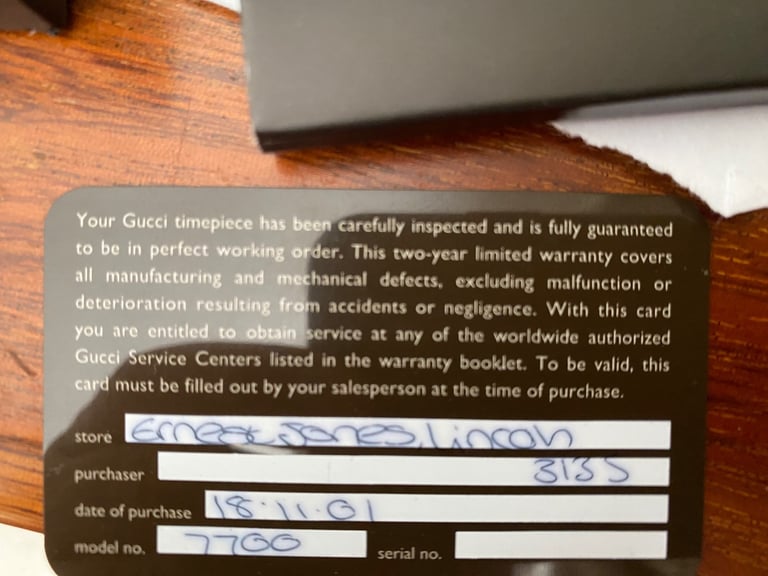 Your Gucci timepiece has been carefully inspected and is fully guaranteed
to be in perfect working order. This two-year limited warranty covers
all manufacturing and mechanical defects, excluding malfunction or
deterioration resulting from accidents or negligence. With this card
you are entitled to obtain service at any of the worldwide authorized
Gucci Service Centers listed in the warranty booklet. To be valid, this
card must be filled out by your salesperson at the time of purchase.
store Ernest Jones, Lincoln
purchaser 3135
date of purchase 18.11.01
model no. 7700 serial no.